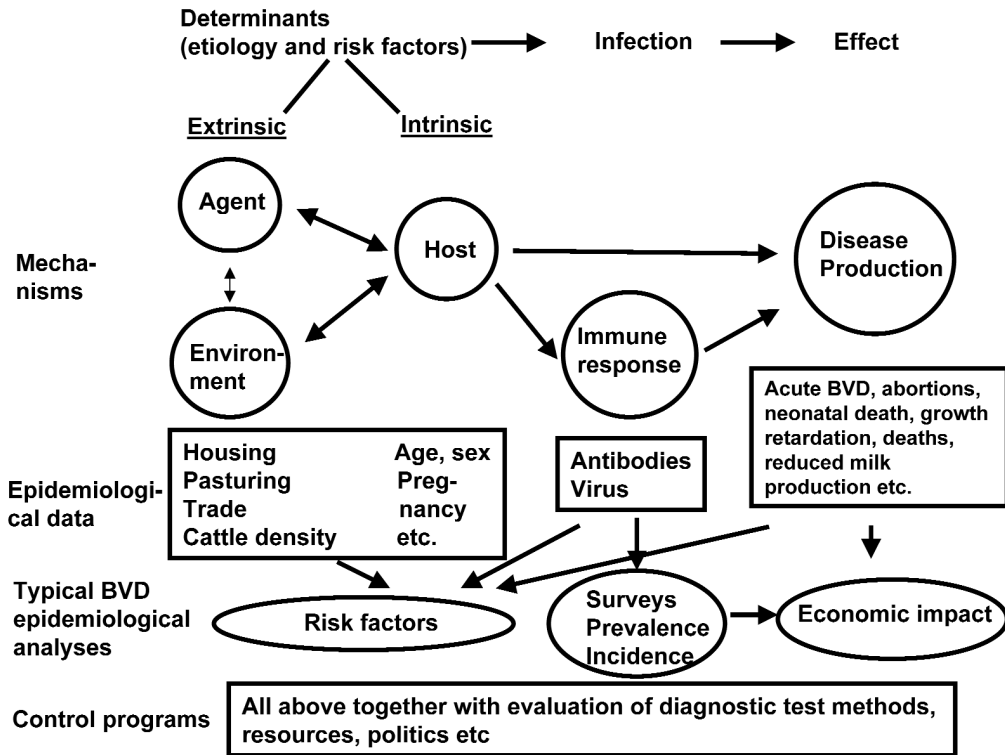 Determinants
(etiology and risk factors)
Infection
Effect
Extrinsic
Intrinsic
Mecha-
nisms
Agent
Host
Disease
Production
Environ-
ment
Immune
response
Epidemiologi-
cal data
Housing
Pasturing
Trade
Cattle density
Age, sex
Preg-
nancy
etc.
Antibodies
Virus
Acute BVD, abortions,
neonatal death, growth
retardation, deaths,
reduced milk
production etc.
Typical BVD
epidemiological
analyses
Risk factors
Surveys
Prevalence
Incidence
Economic impact
Control programs
All above together with evaluation of diagnostic test methods,
resources, politics etc